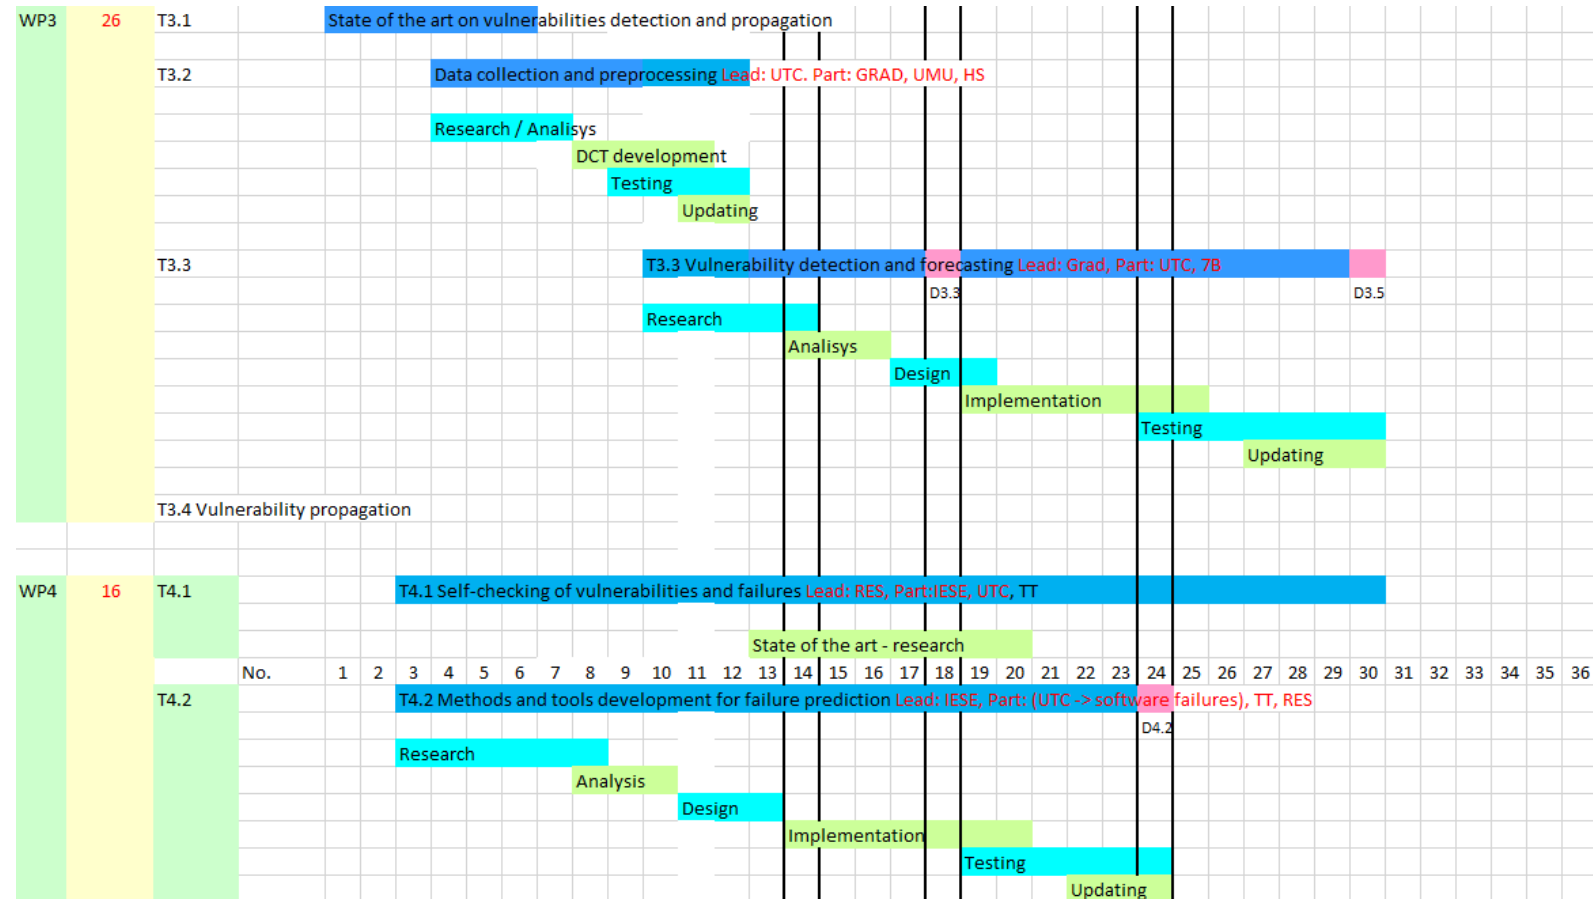 WP3 26 T3.1 State of the art on vulnerabilities detection and propagation
T3.2 Data collection and preprocessing Lead: UTC. Part: GRAD, UMU, HS
Research / Analisys
DCT development
Testing
Updating
T3.3 T3.3 Vulnerability detection and forecasting Lead: Grad, Part: UTC, 7B
D3.3 D3.5
Research
Analisys
Design
Implementation
Testing
Updating
T3.4 Vulnerability propagation
WP4 16 T4.1 T4.1 Self-checking of vulnerabilities and failures Lead: RES, Part:IESE, UTC, TT
State of the art - research
No. 1 2 3 4 5 6 7 8 9 10 11 12 13 14 15 16 17 18 19 20 21 22 23 24 25 26 27 28 29 30 31 32 33 34 35 36
T4.2 T4.2 Methods and tools development for failure prediction Lead: IESE, Part: (UTC -> software failures), TT, RES
D4.2
Research
Analysis
Design
Implementation
Testing
Updating